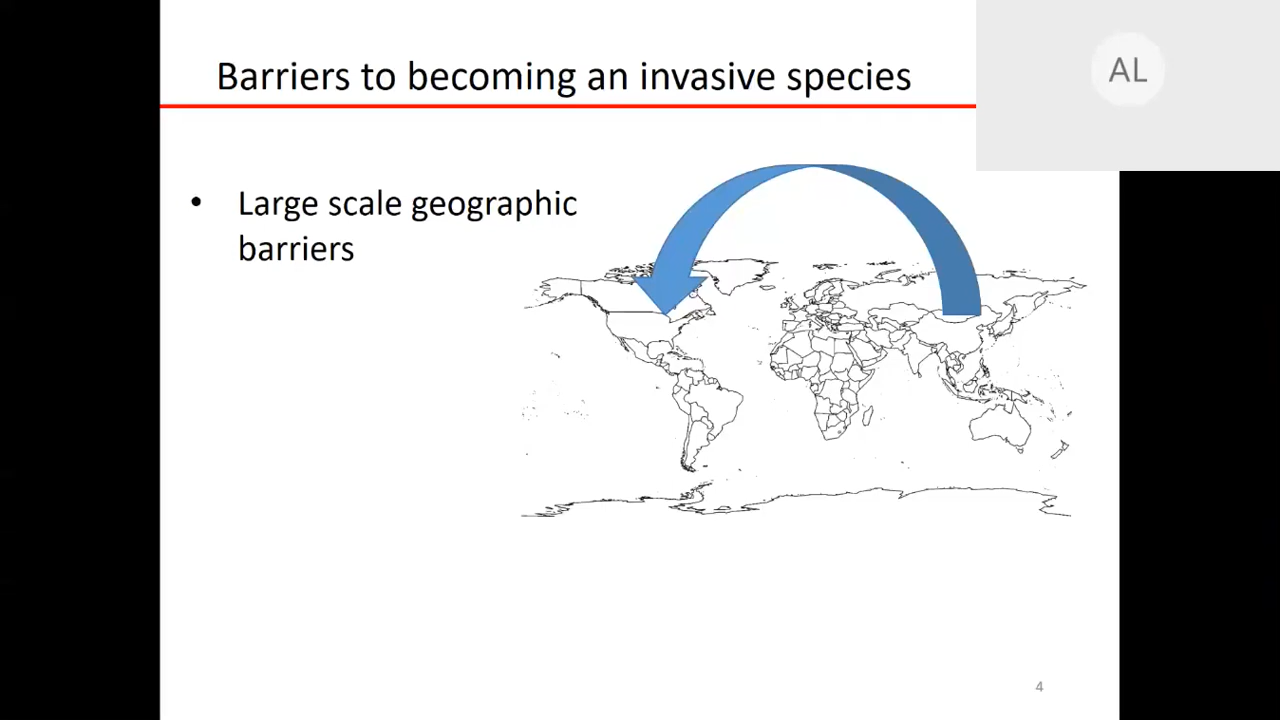 Barriers to becoming an invasive species
AL
• Large scale geographic
barriers
4